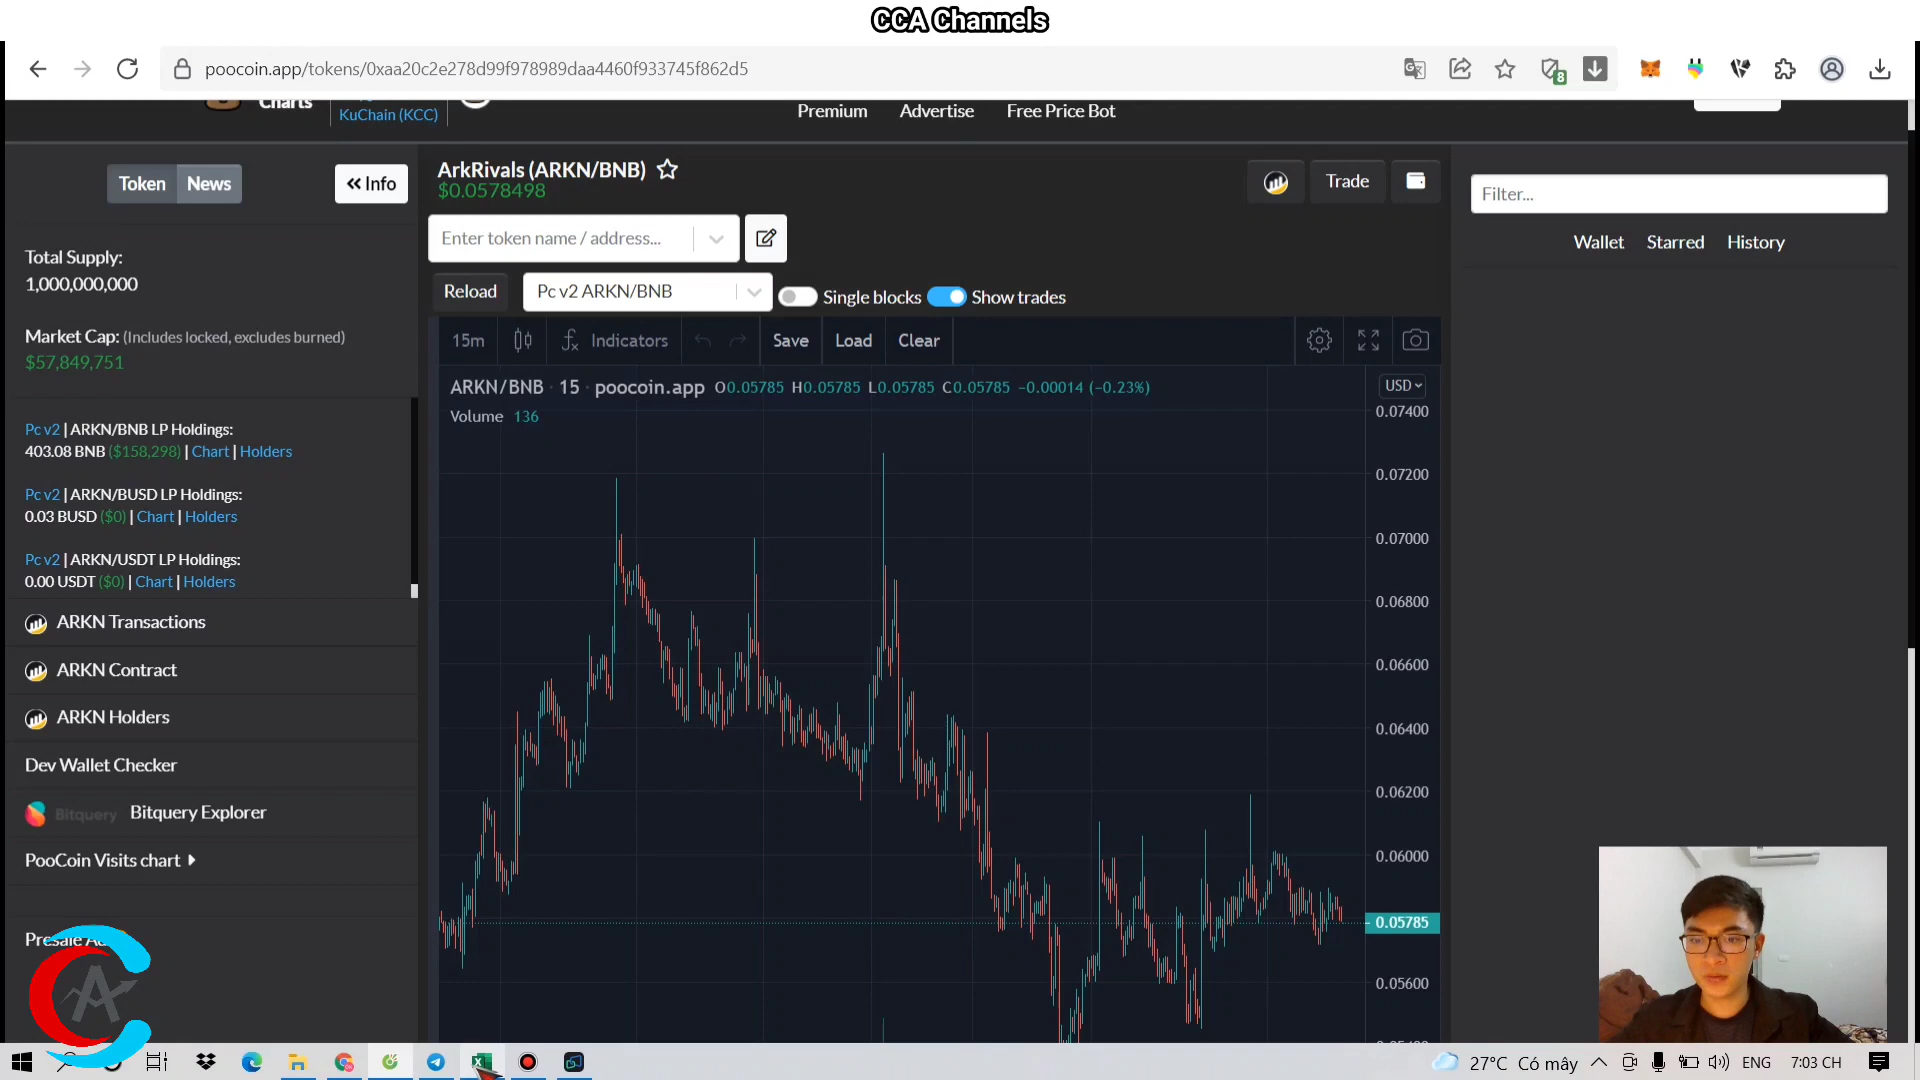 CCA Channels
poocoin.app/tokens/0xaa20c2e278d99f978989daa4460f933745f862d5
8
Charts
KuChain (KCC)
Premium
Advertise
Free Price Bot
Token
News
Info
Total Supply:
1,000,000,000
Market Cap: (Includes locked, excludes burned)
$57,849,751
Pc v2 | ARKN/BNB LP Holdings:
403.08 BNB ($158,298) | Chart | Holders
Pc v2 | ARKN/BUSD LP Holdings:
0.03 BUSD ($0) | Chart | Holders
Pc v2 | ARKN/USDT LP Holdings:
0.00 USDT ($0) | Chart | Holders
ARKN Transactions
ARKN Contract
ARKN Holders
Dev Wallet Checker
Bitquery Bitquery Explorer
PooCoin Visits chart
Presale
ArkRivals (ARKN/BNB)
$0.0578498
Trade
Enter token name / address...
Reload
Pc v2 ARKN/BNB
Single blocks
Show trades
15m
Indicators
Save
Load
Clear
ARKN/BNB · 15 · poocoin.app O0.05785 H0.05785 L0.05785 C0.05785 −0.00014 (−0.23%)
Volume 136
USD
0.07400
0.07200
0.07000
0.06800
0.06600
0.06400
0.06200
0.06000
0.05785
0.05600
Filter...
Wallet
Starred
History
27°C Có mây
ENG
7:03 CH